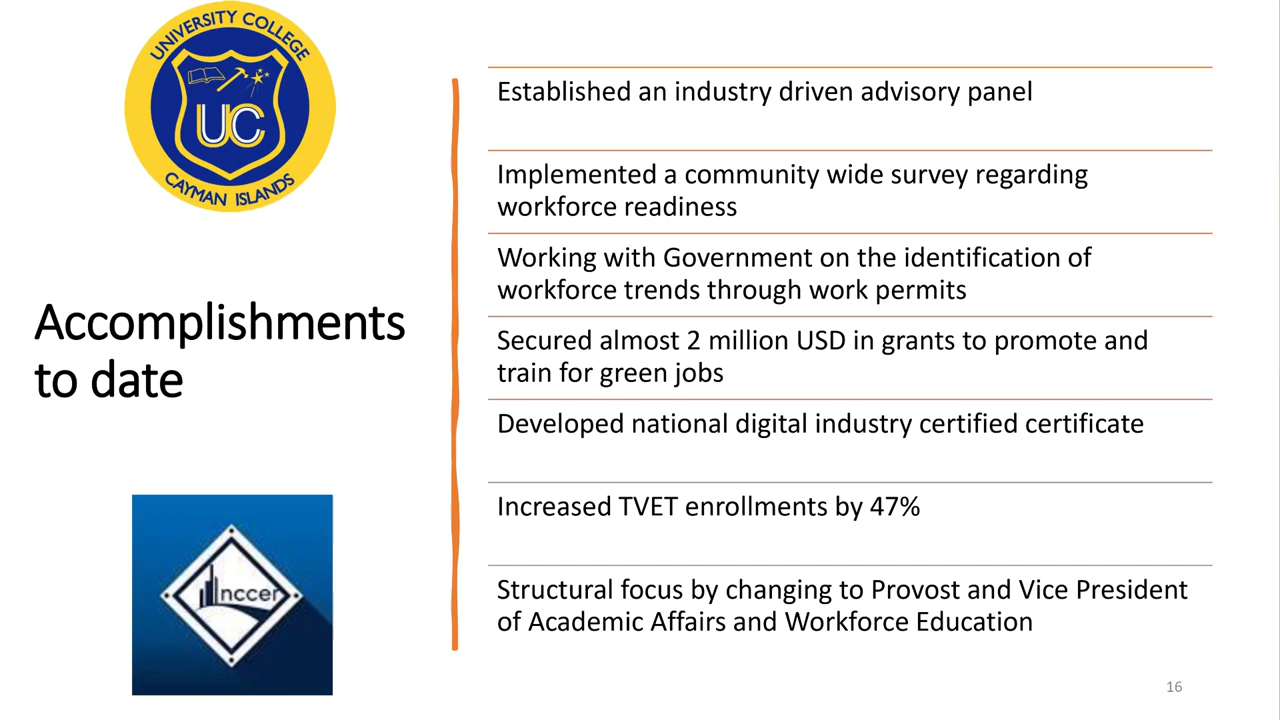 UNIVERSITY COLLEGE
UC
CAYMAN ISLANDS
Accomplishments
to date
nccer
Established an industry driven advisory panel
Implemented a community wide survey regarding
workforce readiness
Working with Government on the identification of
workforce trends through work permits
Secured almost 2 million USD in grants to promote and
train for green jobs
Developed national digital industry certified certificate
Increased TVET enrollments by 47%
Structural focus by changing to Provost and Vice President
of Academic Affairs and Workforce Education
16